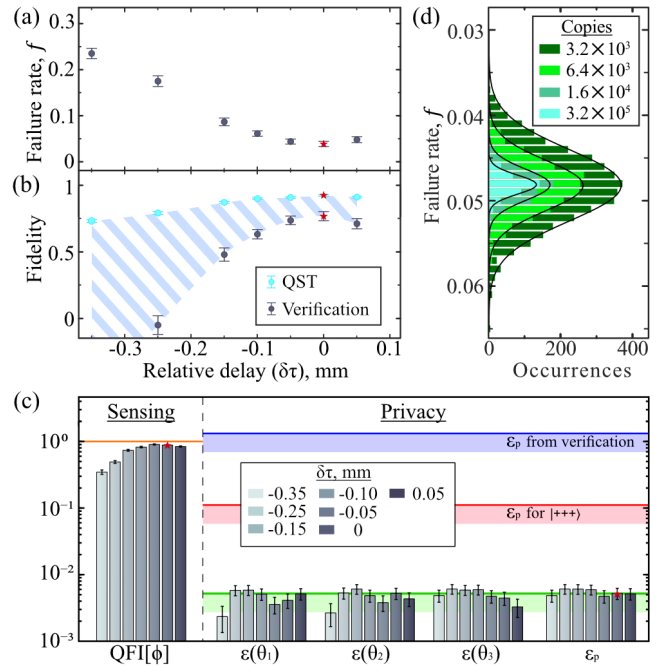 (a)
Failure rate, f
0.3
0.2
0.1
0
(b)
Fidelity
1
0.5
0
QST
Verification
-0.3 -0.2 -0.1 0 0.1
Relative delay (δτ), mm
(d)
Failure rate, f
0.03
0.04
0.05
0.06
Copies
3.2×10³
6.4×10³
1.6×10⁴
3.2×10⁵
0 200 400
Occurrences
(c)
Sensing Privacy
10⁰
10⁻¹
10⁻²
10⁻³
εₚ from verification
εₚ for |+++⟩
δτ, mm
-0.35 -0.10 0.05
-0.25 -0.05
-0.15 0
QFI[ϕ] ε(θ₁) ε(θ₂) ε(θ₃) εₚ